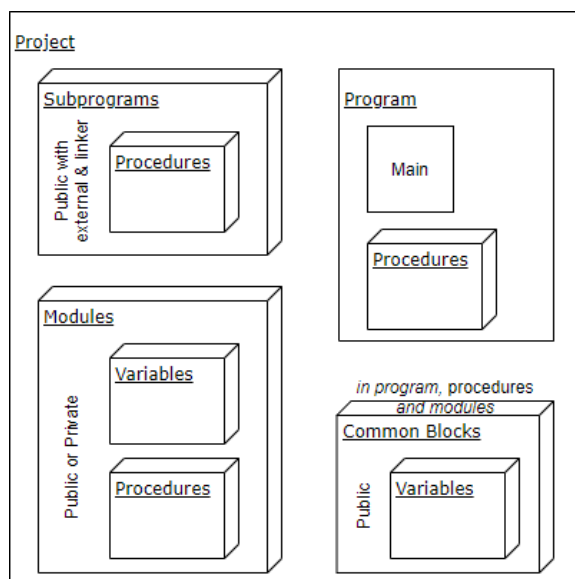 Project
Subprograms
Public with
external & linker
Procedures
Program
Main
Procedures
Modules
Public or Private
Variables
Procedures
in program, procedures
and modules
Common Blocks
Public
Variables